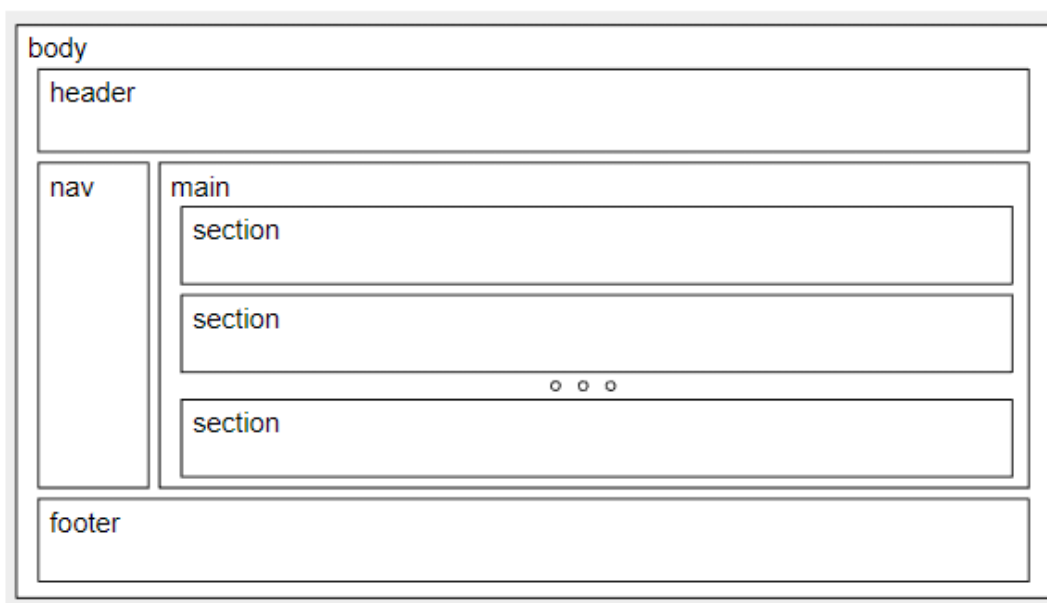 body
header
nav
main
section
section
section
footer